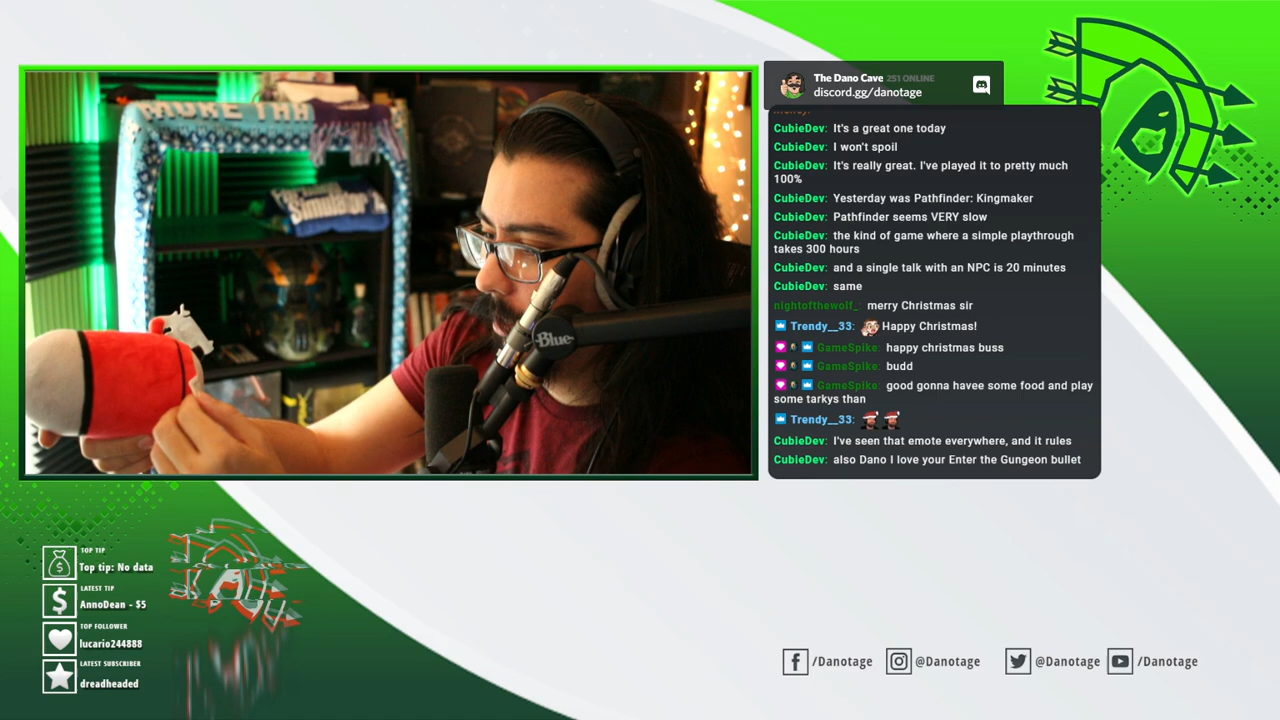 MORE THA
Simulator
Blue
The Dano Cave 251 ONLINE
discord.gg/danotage
CubieDev: It's a great one today
CubieDev: I won't spoil
CubieDev: It's really great. I've played it to pretty much
100%
CubieDev: Yesterday was Pathfinder: Kingmaker
CubieDev: Pathfinder seems VERY slow
CubieDev: the kind of game where a simple playthrough
takes 300 hours
CubieDev: and a single talk with an NPC is 20 minutes
CubieDev: same
nightofthewolf_: merry Christmas sir
Trendy__33: Happy Christmas!
GameSpike: happy christmas buss
GameSpike: budd
GameSpike: good gonna havee some food and play
some tarkys than
Trendy__33:
CubieDev: I've seen that emote everywhere, and it rules
CubieDev: also Dano I love your Enter the Gungeon bullet
TOP TIP
Top tip: No data
LATEST TIP
AnnoDean - $5
TOP FOLLOWER
lucario244888
LATEST SUBSCRIBER
dreadheaded
/Danotage
@Danotage
@Danotage
/Danotage